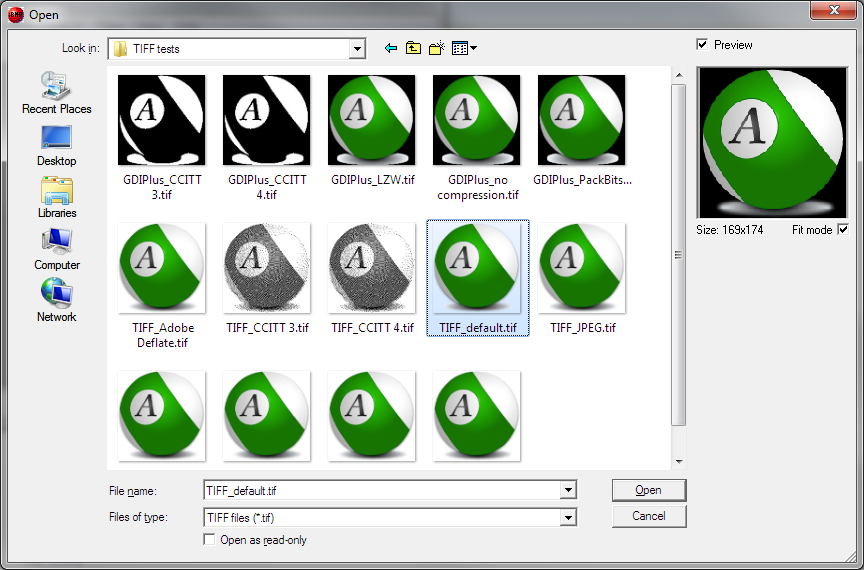 Open
Look in:
TIFF tests
Preview
Recent Places
Desktop
Libraries
Computer
Network
A
A
A
A
A
GDIPlus_CCITT
3.tif
GDIPlus_CCITT
4.tif
GDIPlus_LZW.tif
GDIPlus_no
compression.tif
GDIPlus_PackBits...
A
A
A
A
A
TIFF_Adobe
Deflate.tif
TIFF_CCITT 3.tif
TIFF_CCITT 4.tif
TIFF_default.tif
TIFF_JPEG.tif
A
A
A
A
A
Size: 169x174
Fit mode
File name:
TIFF_default.tif
Open
Files of type:
TIFF files (*.tif)
Cancel
Open as read-only